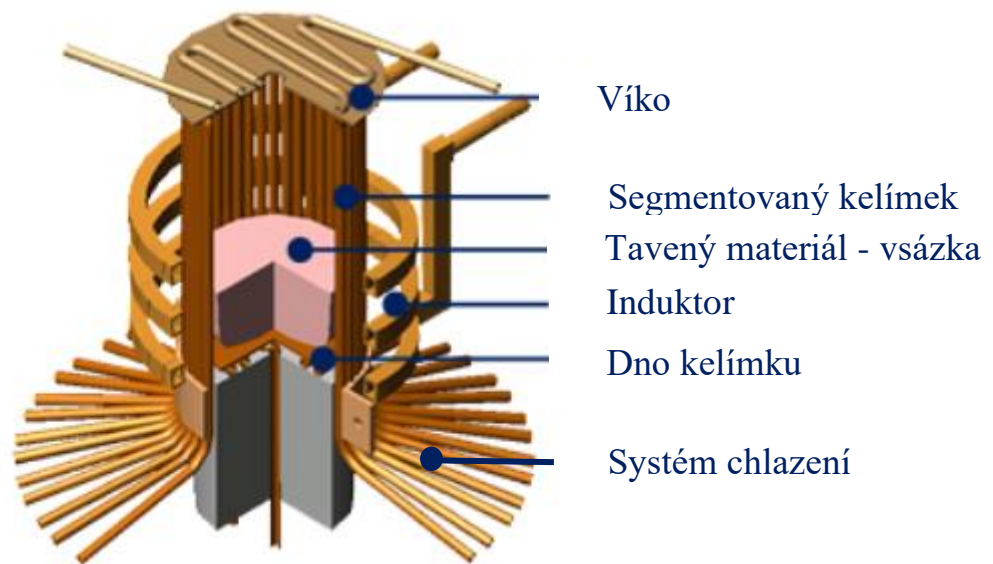 Víko
Segmentovaný kelímek
Tavený materiál - vsázka
Induktor
Dno kelímku
Systém chlazení